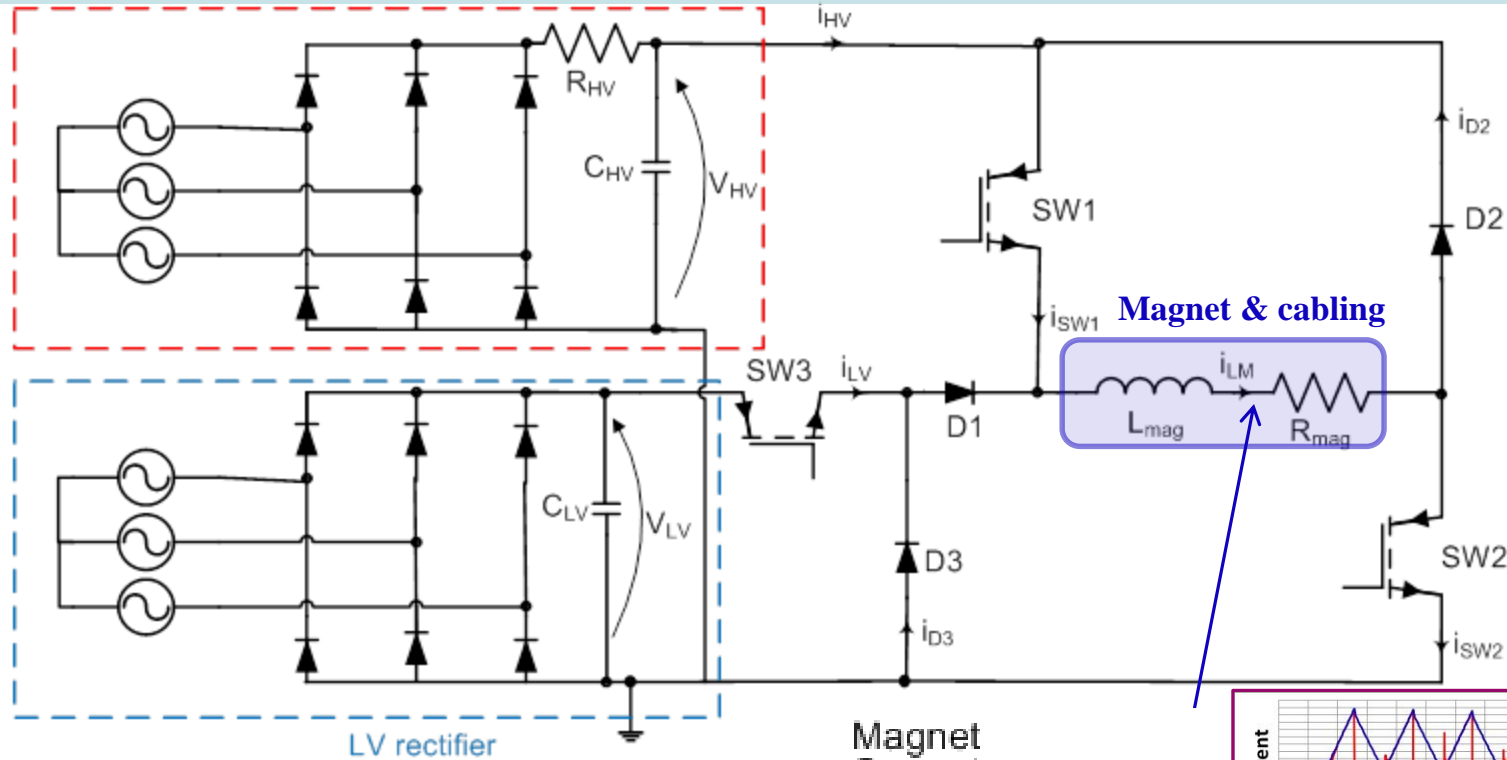 iHV
RHV
CHV
VHV
SW1
iD2
D2
iSW1
Magnet & cabling
SW3
iLV
iLM
D1
Lmag
Rmag
CLV
VLV
D3
SW2
iD3
iSW2
LV rectifier
Magnet
ent